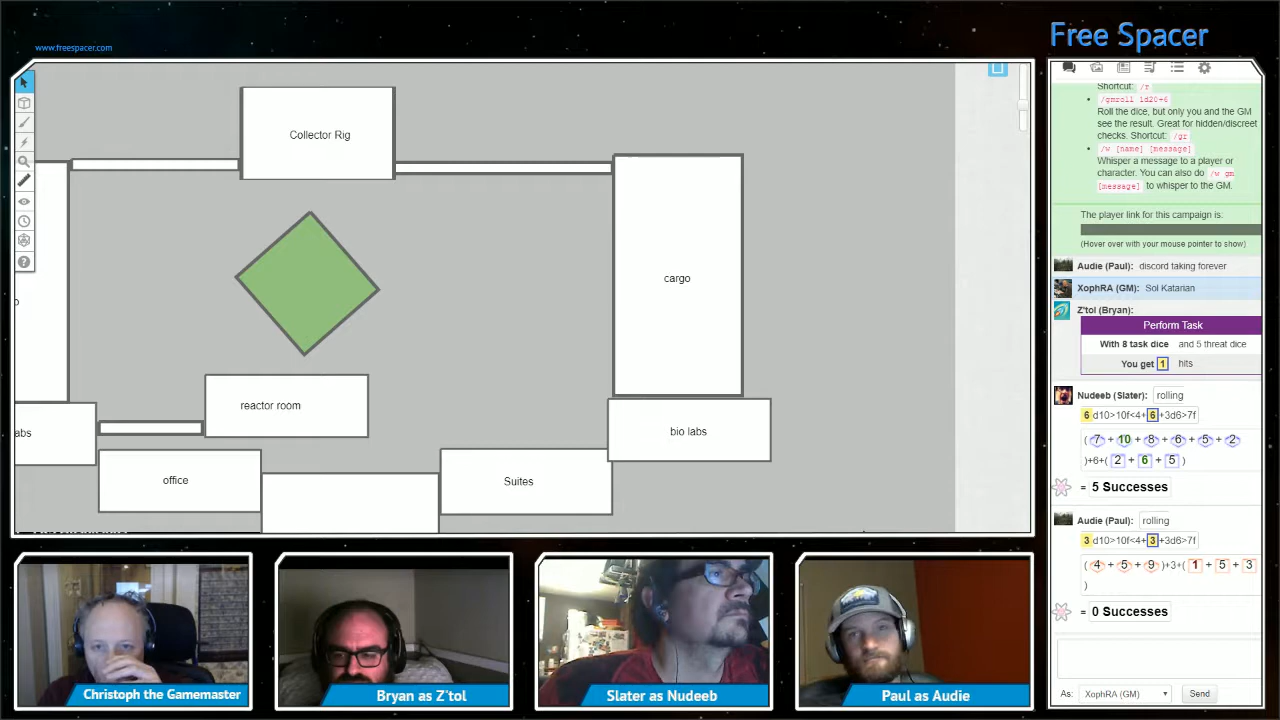 www.freespacer.com
Free Spacer
Collector Rig
cargo
reactor room
abs
bio labs
office
Suites
Shortcut: /r
/gmroll 1d20+6
Roll the dice, but only you and the GM
see the result. Great for hidden/discreet
checks. Shortcut: /gr
/w [name] [message]
Whisper a message to a player or
character. You can also do /w gm
[message] to whisper to the GM.
The player link for this campaign is:
(Hover over with your mouse pointer to show)
Audie (Paul): discord taking forever
XophRA (GM): Sol Katarian
Z'tol (Bryan):
Perform Task
With 8 task dice and 5 threat dice
You get 1 hits
Nudeeb (Slater): rolling
6d10>10f<4+6+3d6>7f
(7+10+8+6+5+2
)+6+(2+6+5)
= 5 Successes
Audie (Paul): rolling
3d10>10f<4+3+3d6>7f
(4+5+9)+3+(1+5+3
)
= 0 Successes
As: XophRA (GM) Send
Christoph the Gamemaster
Bryan as Z'tol
Slater as Nudeeb
Paul as Audie